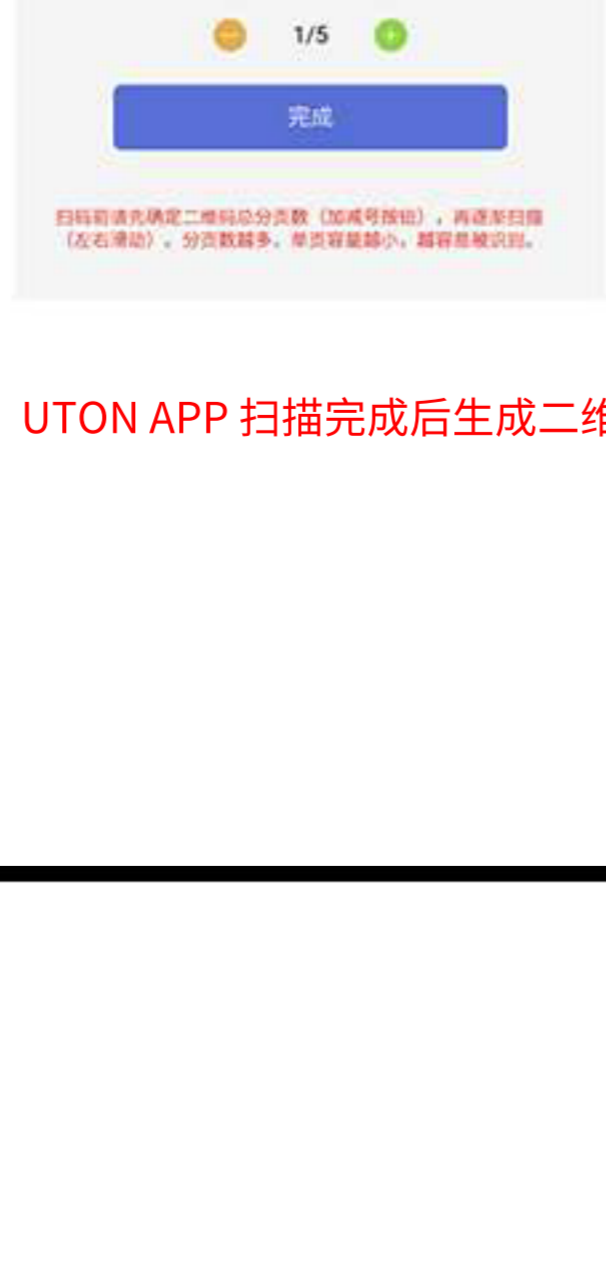 1/5
完成
扫码前请先确定二维码总分页数（加减号按钮），再逐渐扫描
（左右滑动）。分页数越多，单页容量越小，越容易被识别。
UTON APP 扫描完成后生成二维